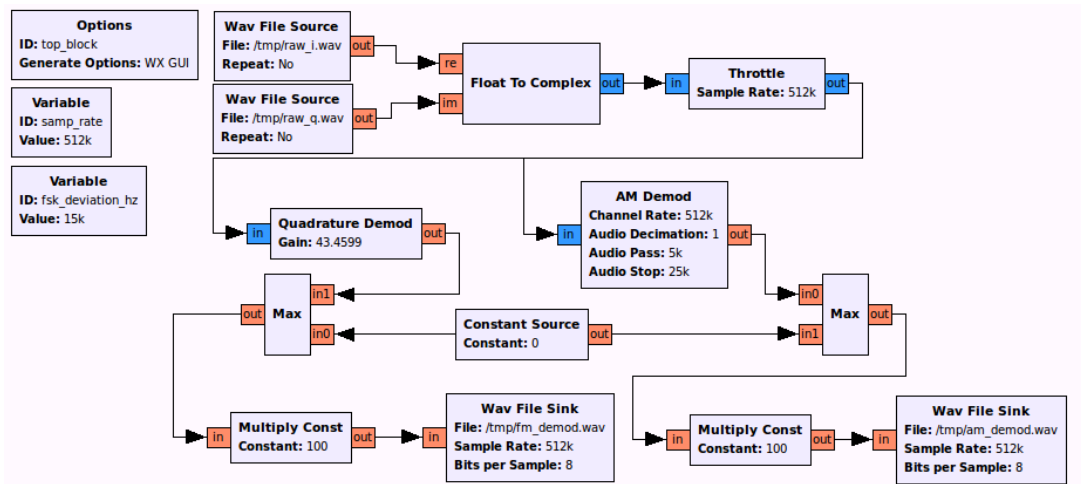 Options
ID: top_block
Generate Options: WX GUI
Variable
ID: samp_rate
Value: 512k
Variable
ID: fsk_deviation_hz
Value: 15k
Wav File Source
File: /tmp/raw_i.wav
Repeat: No
out
Wav File Source
File: /tmp/raw_q.wav
Repeat: No
out
re
im
Float To Complex
out
in
Throttle
Sample Rate: 512k
out
in
Quadrature Demod
Gain: 43.4599
out
in
AM Demod
Channel Rate: 512k
Audio Decimation: 1
Audio Pass: 5k
Audio Stop: 25k
out
out
Max
in1
in0
Constant Source
Constant: 0
out
in0
in1
Max
out
in
Multiply Const
Constant: 100
out
in
Wav File Sink
File: /tmp/fm_demod.wav
Sample Rate: 512k
Bits per Sample: 8
in
Multiply Const
Constant: 100
out
in
Wav File Sink
File: /tmp/am_demod.wav
Sample Rate: 512k
Bits per Sample: 8